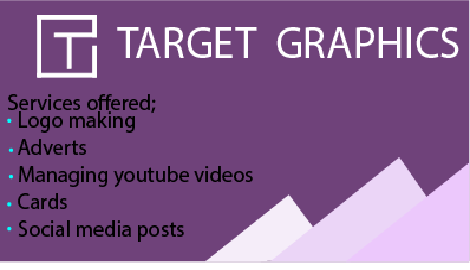 T TARGET GRAPHICS
Services offered;
• Logo making
• Adverts
• Managing youtube videos
• Cards
• Social media posts